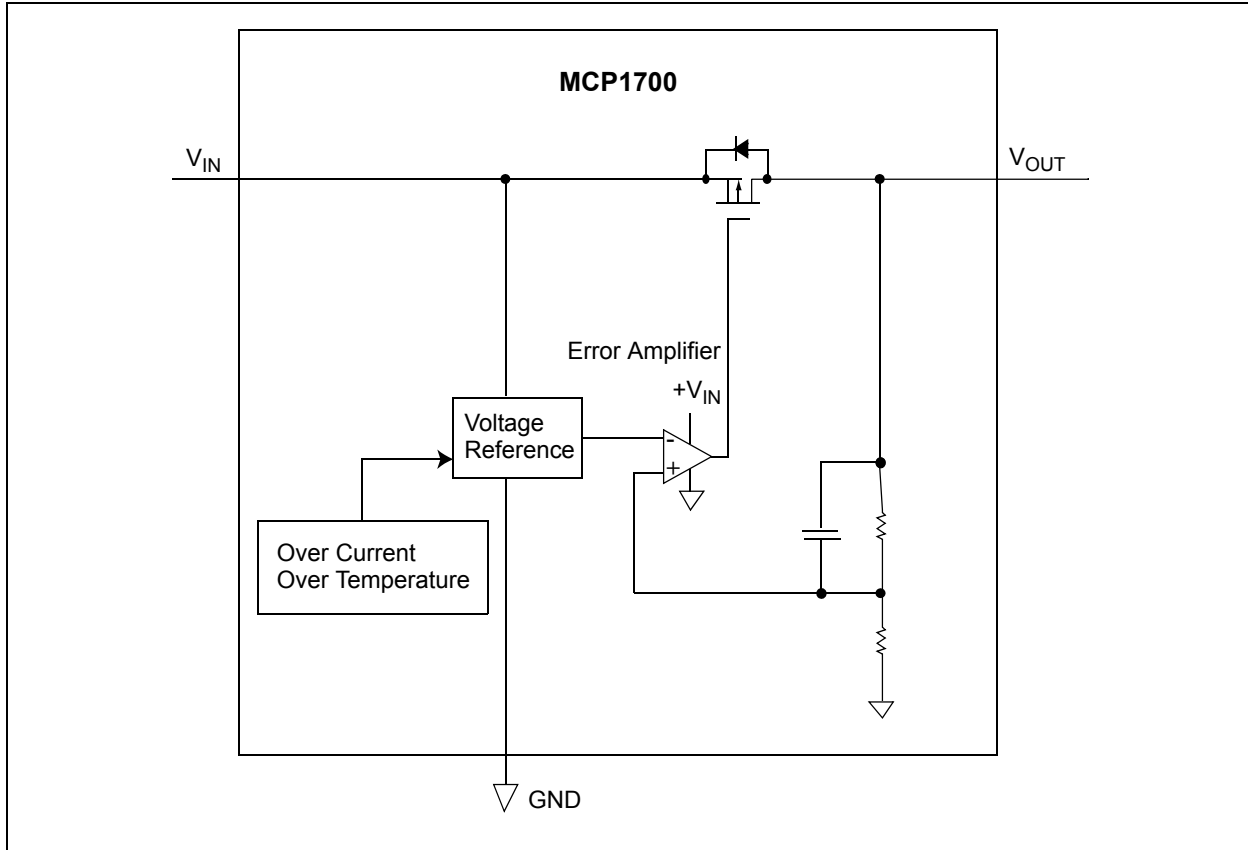 MCP1700
VIN
VOUT
Error Amplifier
+VIN
Voltage
Reference
-
+
Over Current
Over Temperature
GND